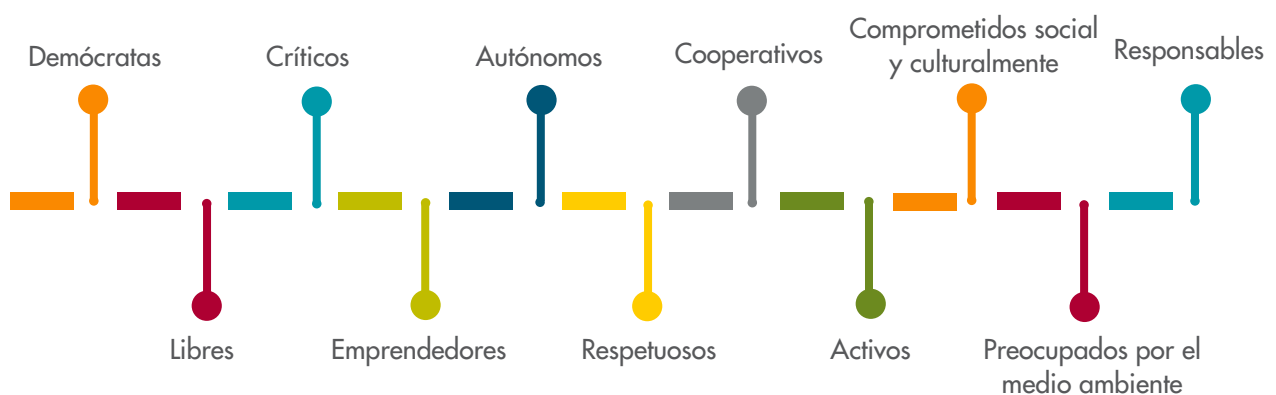 Demócratas
Críticos
Autónomos
Cooperativos
Comprometidos social
y culturalmente
Responsables
Libres
Emprendedores
Respetuosos
Activos
Preocupados por el
medio ambiente